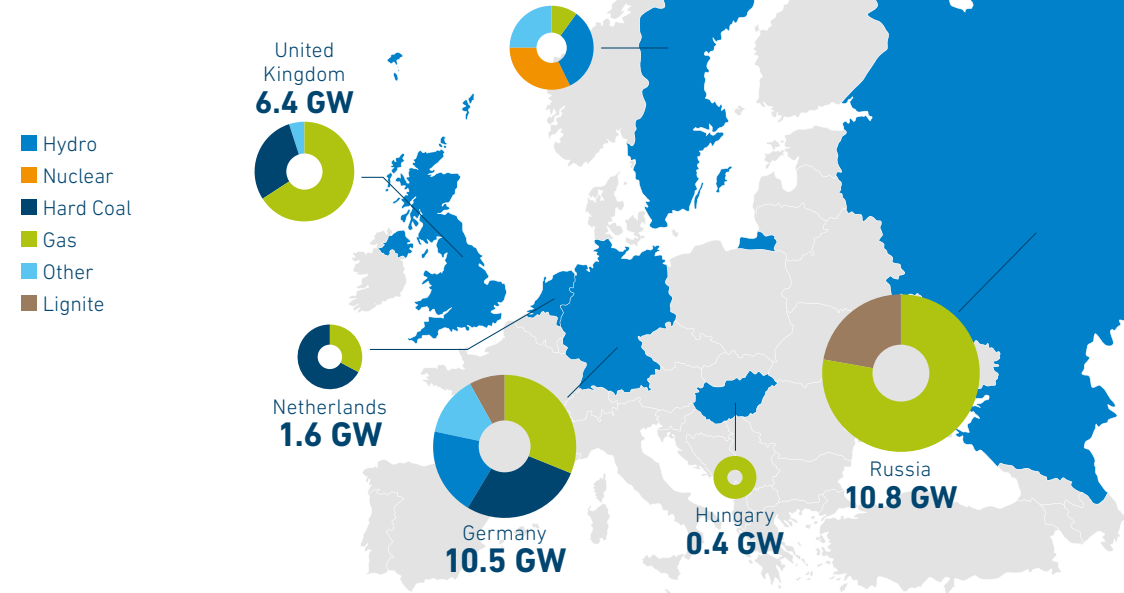 United
Kingdom
6.4 GW
Hydro
Nuclear
Hard Coal
Gas
Other
Lignite
Netherlands
1.6 GW
Germany
10.5 GW
Hungary
0.4 GW
Russia
10.8 GW